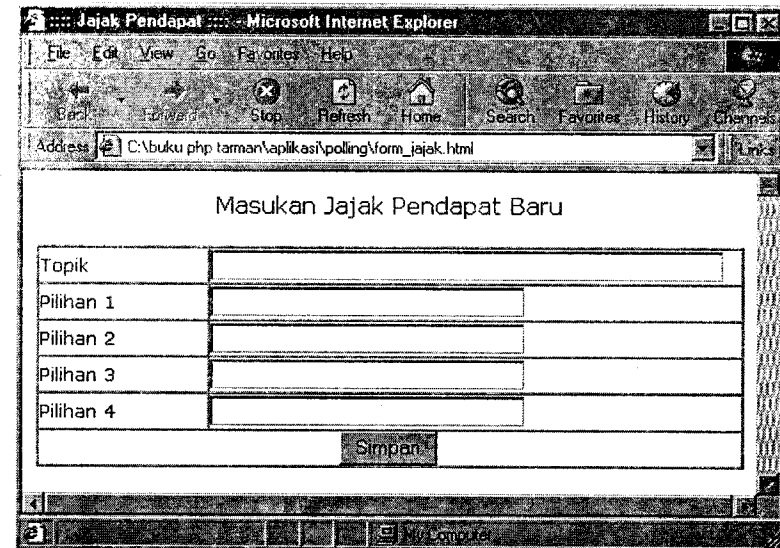 :::: Jajak Pendapat :::: - Microsoft Internet Explorer
File Edit View Go Favorites Help
Back Forward Stop Refresh Home Search Favorites History Channels
Address C:\buku php tarman\aplikasi\polling\form_jajak.html Links
Masukan Jajak Pendapat Baru
Topik
Pilihan 1
Pilihan 2
Pilihan 3
Pilihan 4
Simpan
My Computer